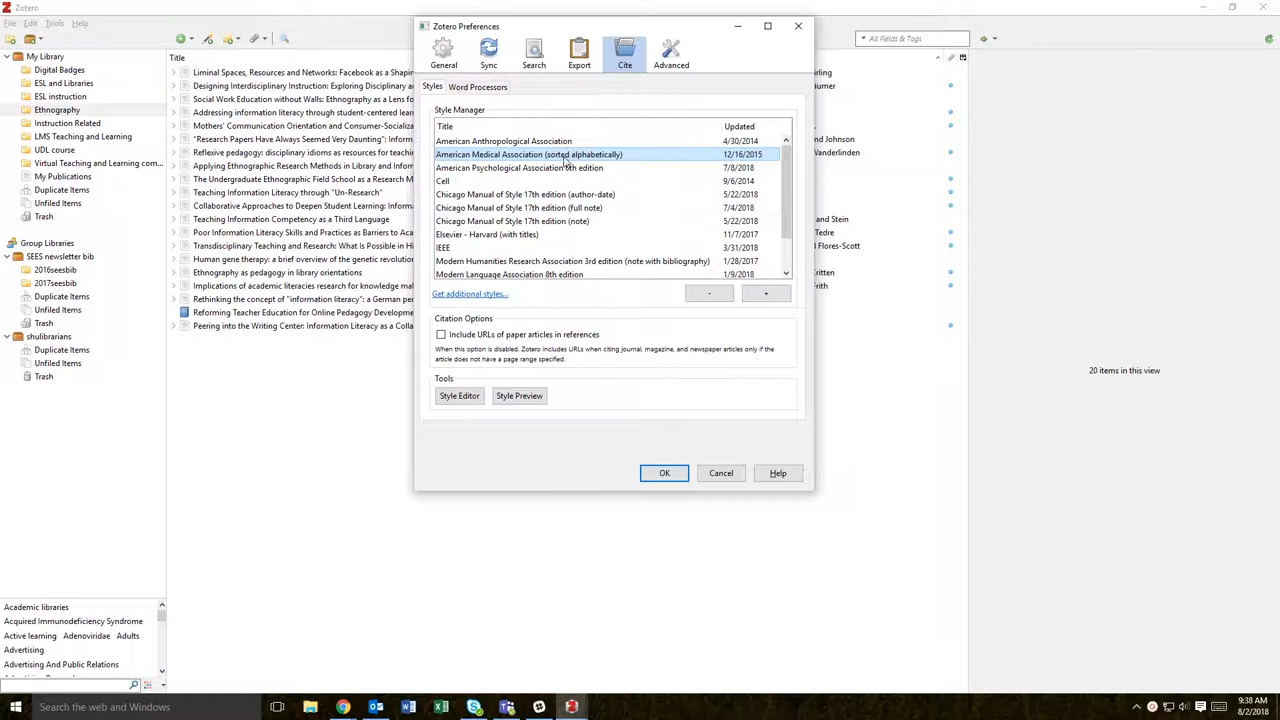 Zotero
File Edit Tools Help
All Fields & Tags
My Library
Digital Badges
ESL and Libraries
ESL instruction
Ethnography
Instruction Related
LMS Teaching and Learning
UDL course
Virtual Teaching and Learning com...
My Publications
Duplicate Items
Unfiled Items
Trash
Group Libraries
SEES newsletter bib
2016seesbib
2017seesbib
Duplicate Items
Unfiled Items
Trash
shulibrarians
Duplicate Items
Unfiled Items
Trash
Academic libraries
Acquired Immunodeficiency Syndrome
Active learning Adenoviridae Adults
Advertising
Advertising And Public Relations
Title
Liminal Spaces, Resources and Networks: Facebook as a Shapin
Designing Interdisciplinary Instruction: Exploring Disciplinary an
Social Work Education without Walls: Ethnography as a Lens fo
Addressing information literacy through student-centered lear
Mothers' Communication Orientation and Consumer-Socializa
"Research Papers Have Always Seemed Very Daunting": Inform
Reflexive pedagogy: disciplinary idioms as resources for teachin
Applying Ethnographic Research Methods in Library and Inform
The Undergraduate Ethnographic Field School as a Research M
Teaching Information Literacy through "Un-Research"
Collaborative Approaches to Deepen Student Learning: Informa
Teaching Information Competency as a Third Language
Poor Information Literacy Skills and Practices as Barriers to Ac
Transdisciplinary Teaching and Research: What Is Possible in Hi
Human gene therapy: a brief overview of the genetic revolution
Ethnography as pedagogy in library orientations
Implications of academic literacies research for knowledge mak
Rethinking the concept of "information literacy": a German per
Reforming Teacher Education for Online Pedagogy Developme
Peering into the Writing Center: Information Literacy as a Colla
Zotero Preferences
General Sync Search Export Cite Advanced
Styles Word Processors
Style Manager
Title Updated
American Anthropological Association 4/30/2014
American Medical Association (sorted alphabetically) 12/16/2015
American Psychological Association 6th edition 7/8/2018
Cell 9/6/2014
Chicago Manual of Style 17th edition (author-date) 5/22/2018
Chicago Manual of Style 17th edition (full note) 7/4/2018
Chicago Manual of Style 17th edition (note) 5/22/2018
Elsevier - Harvard (with titles) 11/7/2017
IEEE 3/31/2018
Modern Humanities Research Association 3rd edition (note with bibliography) 1/28/2017
Modern Language Association 8th edition 1/9/2018
Get additional styles... - +
Citation Options
Include URLs of paper articles in references
When this option is disabled, Zotero includes URLs when citing journal, magazine, and newspaper articles only if the
article does not have a page range specified.
Tools
Style Editor Style Preview
OK Cancel Help
and Johnson
Vanderlinden
and Stein
Tedre
Flores-Scott
20 items in this view
Search the web and Windows
9:38 AM
8/2/2018